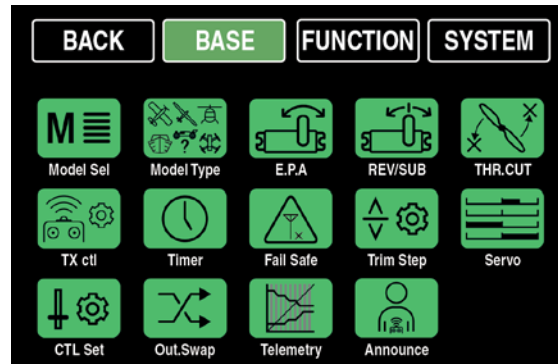 BACK BASE FUNCTION SYSTEM
M
Model Sel Model Type E.P.A REV/SUB THR.CUT
TX ctl Timer Fail Safe Trim Step Servo
CTL Set Out.Swap Telemetry Announce